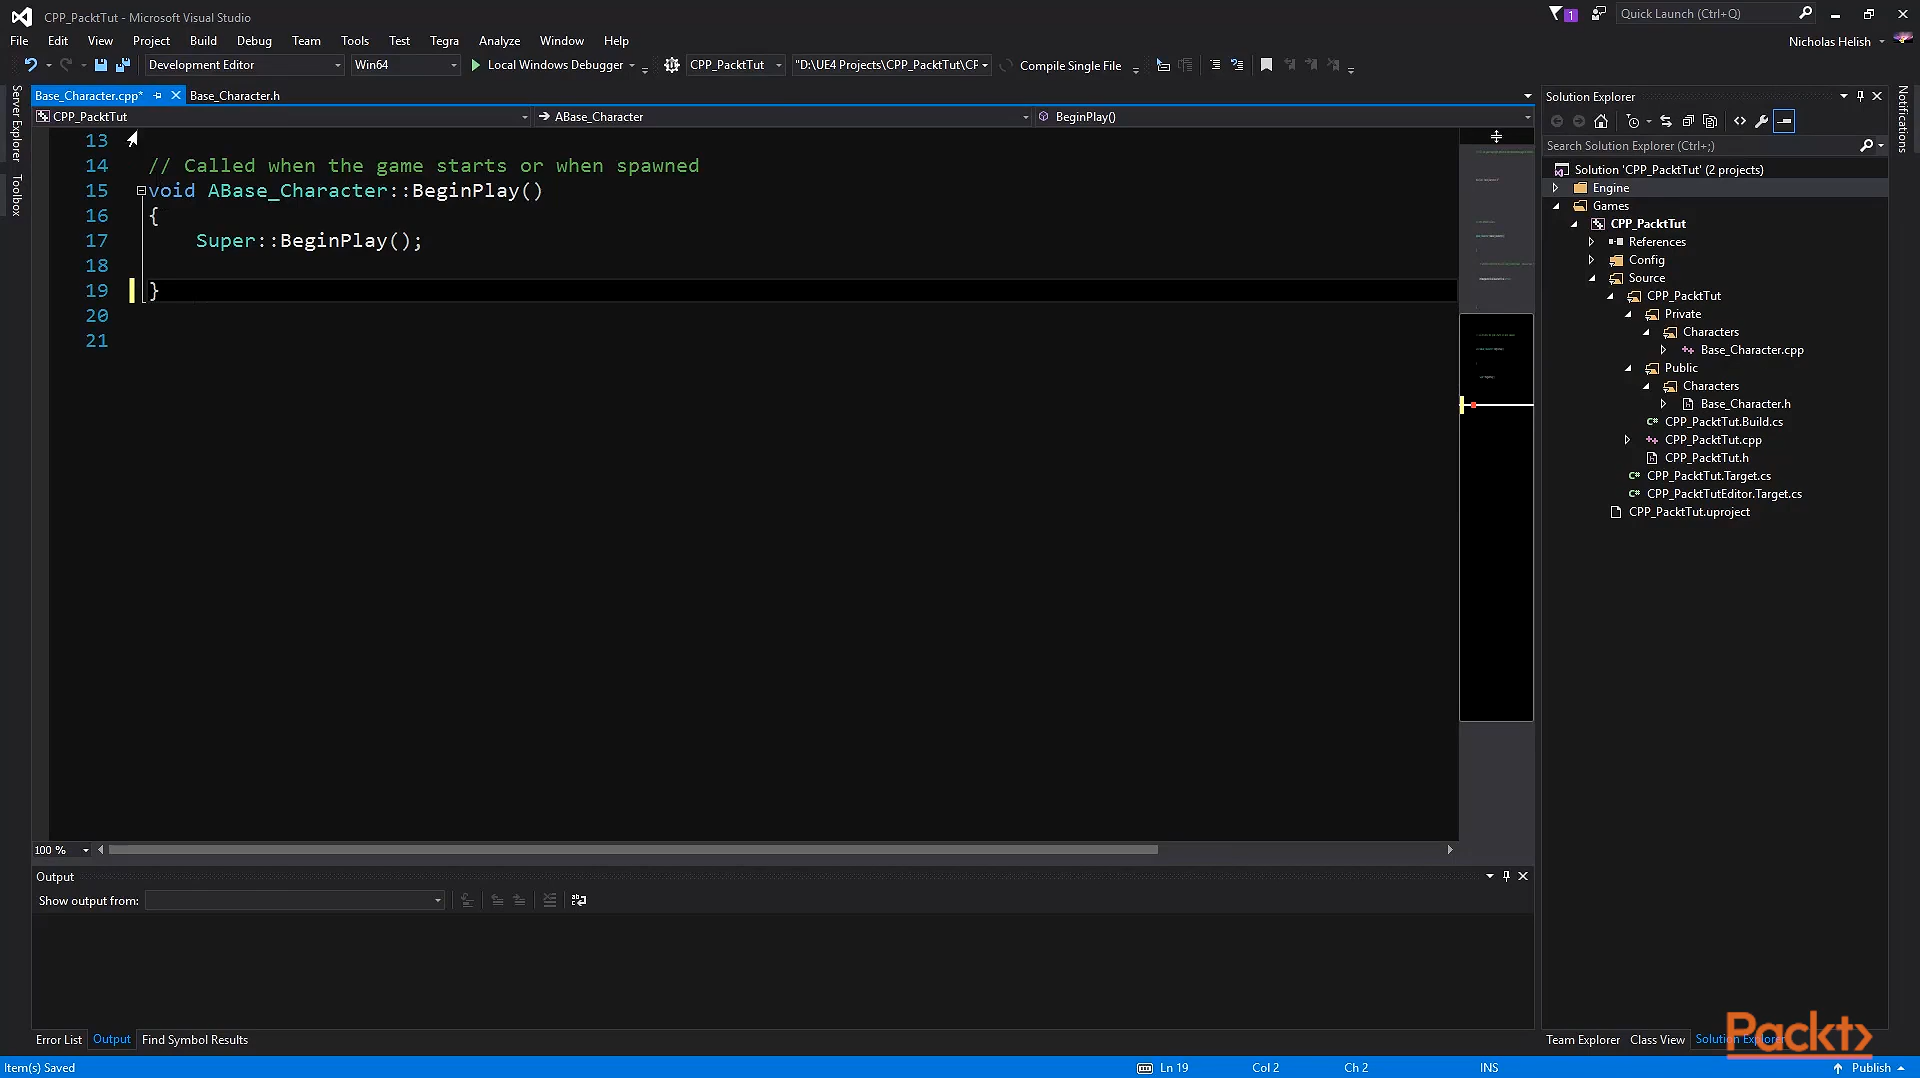 CPP_PacktTut - Microsoft Visual Studio
1
Quick Launch (Ctrl+Q)
File Edit View Project Build Debug Team Tools Test Tegra Analyze Window Help
Nicholas Helish
Development Editor Win64 Local Windows Debugger CPP_PacktTut "D:\UE4 Projects\CPP_PacktTut\CF Compile Single File
Server Explorer
Toolbox
Base_Character.cpp* Base_Character.h
CPP_PacktTut ABase_Character BeginPlay()
13
14 // Called when the game starts or when spawned
15 void ABase_Character::BeginPlay()
16 {
17 Super::BeginPlay();
18
19 }
20
21
100 %
Output
Show output from:
Error List Output Find Symbol Results
Solution Explorer
Notifications
Search Solution Explorer (Ctrl+;)
Solution 'CPP_PacktTut' (2 projects)
Engine
Games
CPP_PacktTut
References
Config
Source
CPP_PacktTut
Private
Characters
Base_Character.cpp
Public
Characters
Base_Character.h
CPP_PacktTut.Build.cs
CPP_PacktTut.cpp
CPP_PacktTut.h
CPP_PacktTut.Target.cs
CPP_PacktTutEditor.Target.cs
CPP_PacktTut.uproject
Packt>
Team Explorer Class View Solution Explorer
Item(s) Saved Ln 19 Col 2 Ch 2 INS Publish